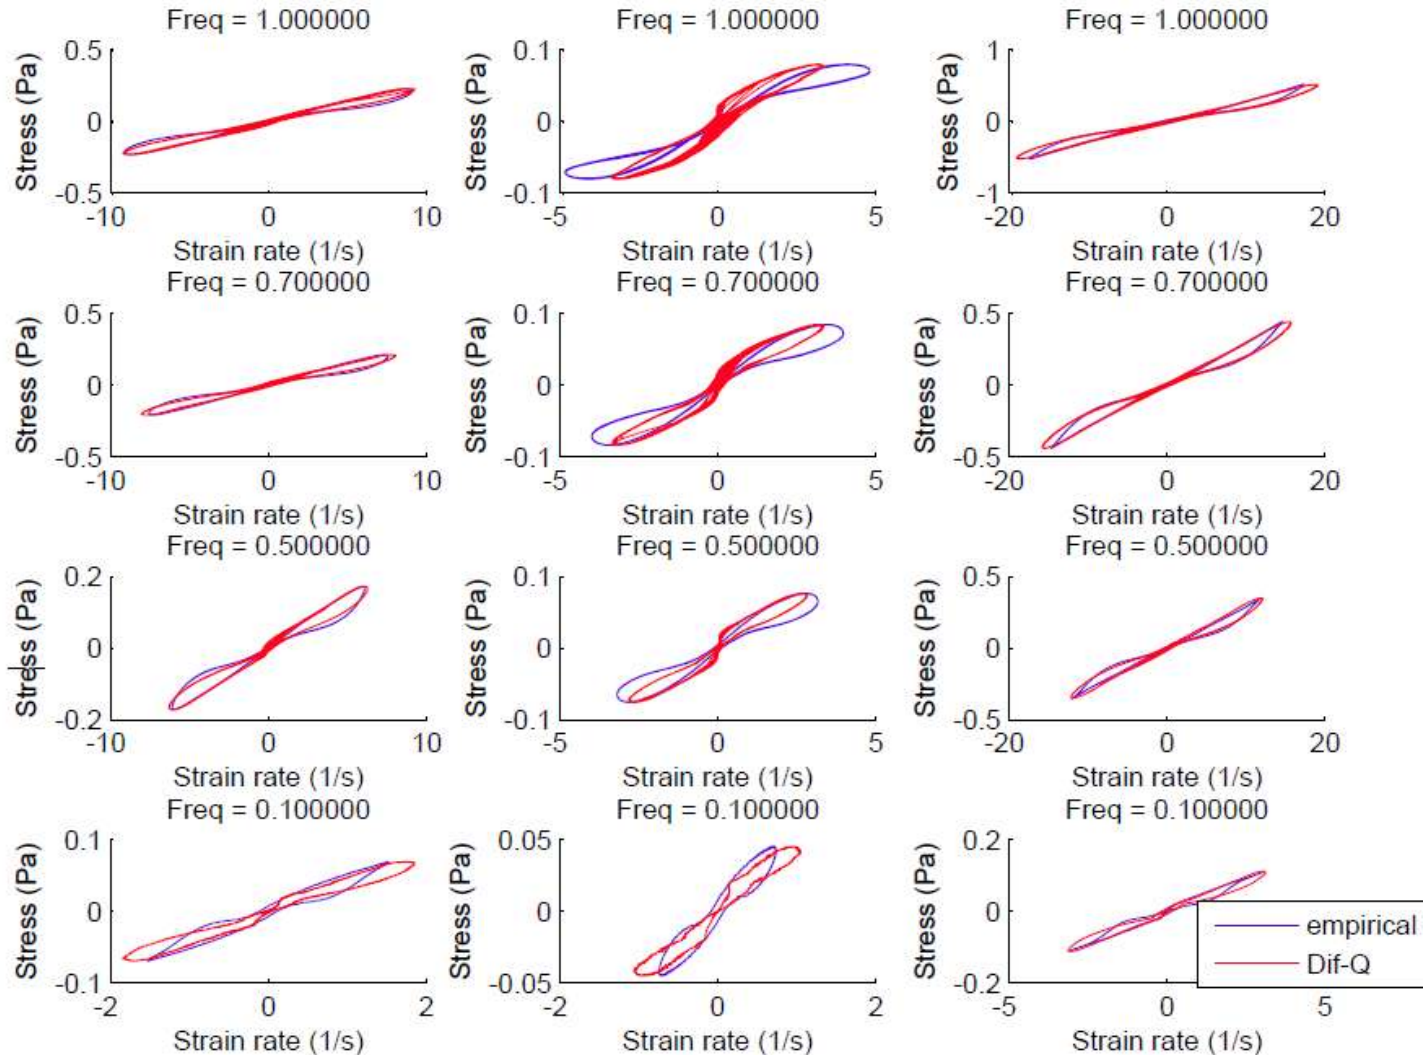 Freq = 1.000000 Freq = 1.000000 Freq = 1.000000
0.5 0.1 1
Stress (Pa) Stress (Pa) Stress (Pa)
0 0 0
-0.5 -0.1 -1
-10 0 10 -5 0 5 -20 0 20
Strain rate (1/s) Strain rate (1/s) Strain rate (1/s)
Freq = 0.700000 Freq = 0.700000 Freq = 0.700000
0.5 0.1 0.5
Stress (Pa) Stress (Pa) Stress (Pa)
0 0 0
-0.5 -0.1 -0.5
-10 0 10 -5 0 5 -20 0 20
Strain rate (1/s) Strain rate (1/s) Strain rate (1/s)
Freq = 0.500000 Freq = 0.500000 Freq = 0.500000
0.2 0.1 0.5
Stress (Pa) Stress (Pa) Stress (Pa)
0 0 0
-0.2 -0.1 -0.5
-10 0 10 -5 0 5 -20 0 20
Strain rate (1/s) Strain rate (1/s) Strain rate (1/s)
Freq = 0.100000 Freq = 0.100000 Freq = 0.100000
0.1 0.05 0.2
Stress (Pa) Stress (Pa) Stress (Pa)
0 0 0
empirical
Dif-Q
-0.1 -0.05 -0.2
-2 0 2 -2 0 2 -5 0 5
Strain rate (1/s) Strain rate (1/s) Strain rate (1/s)